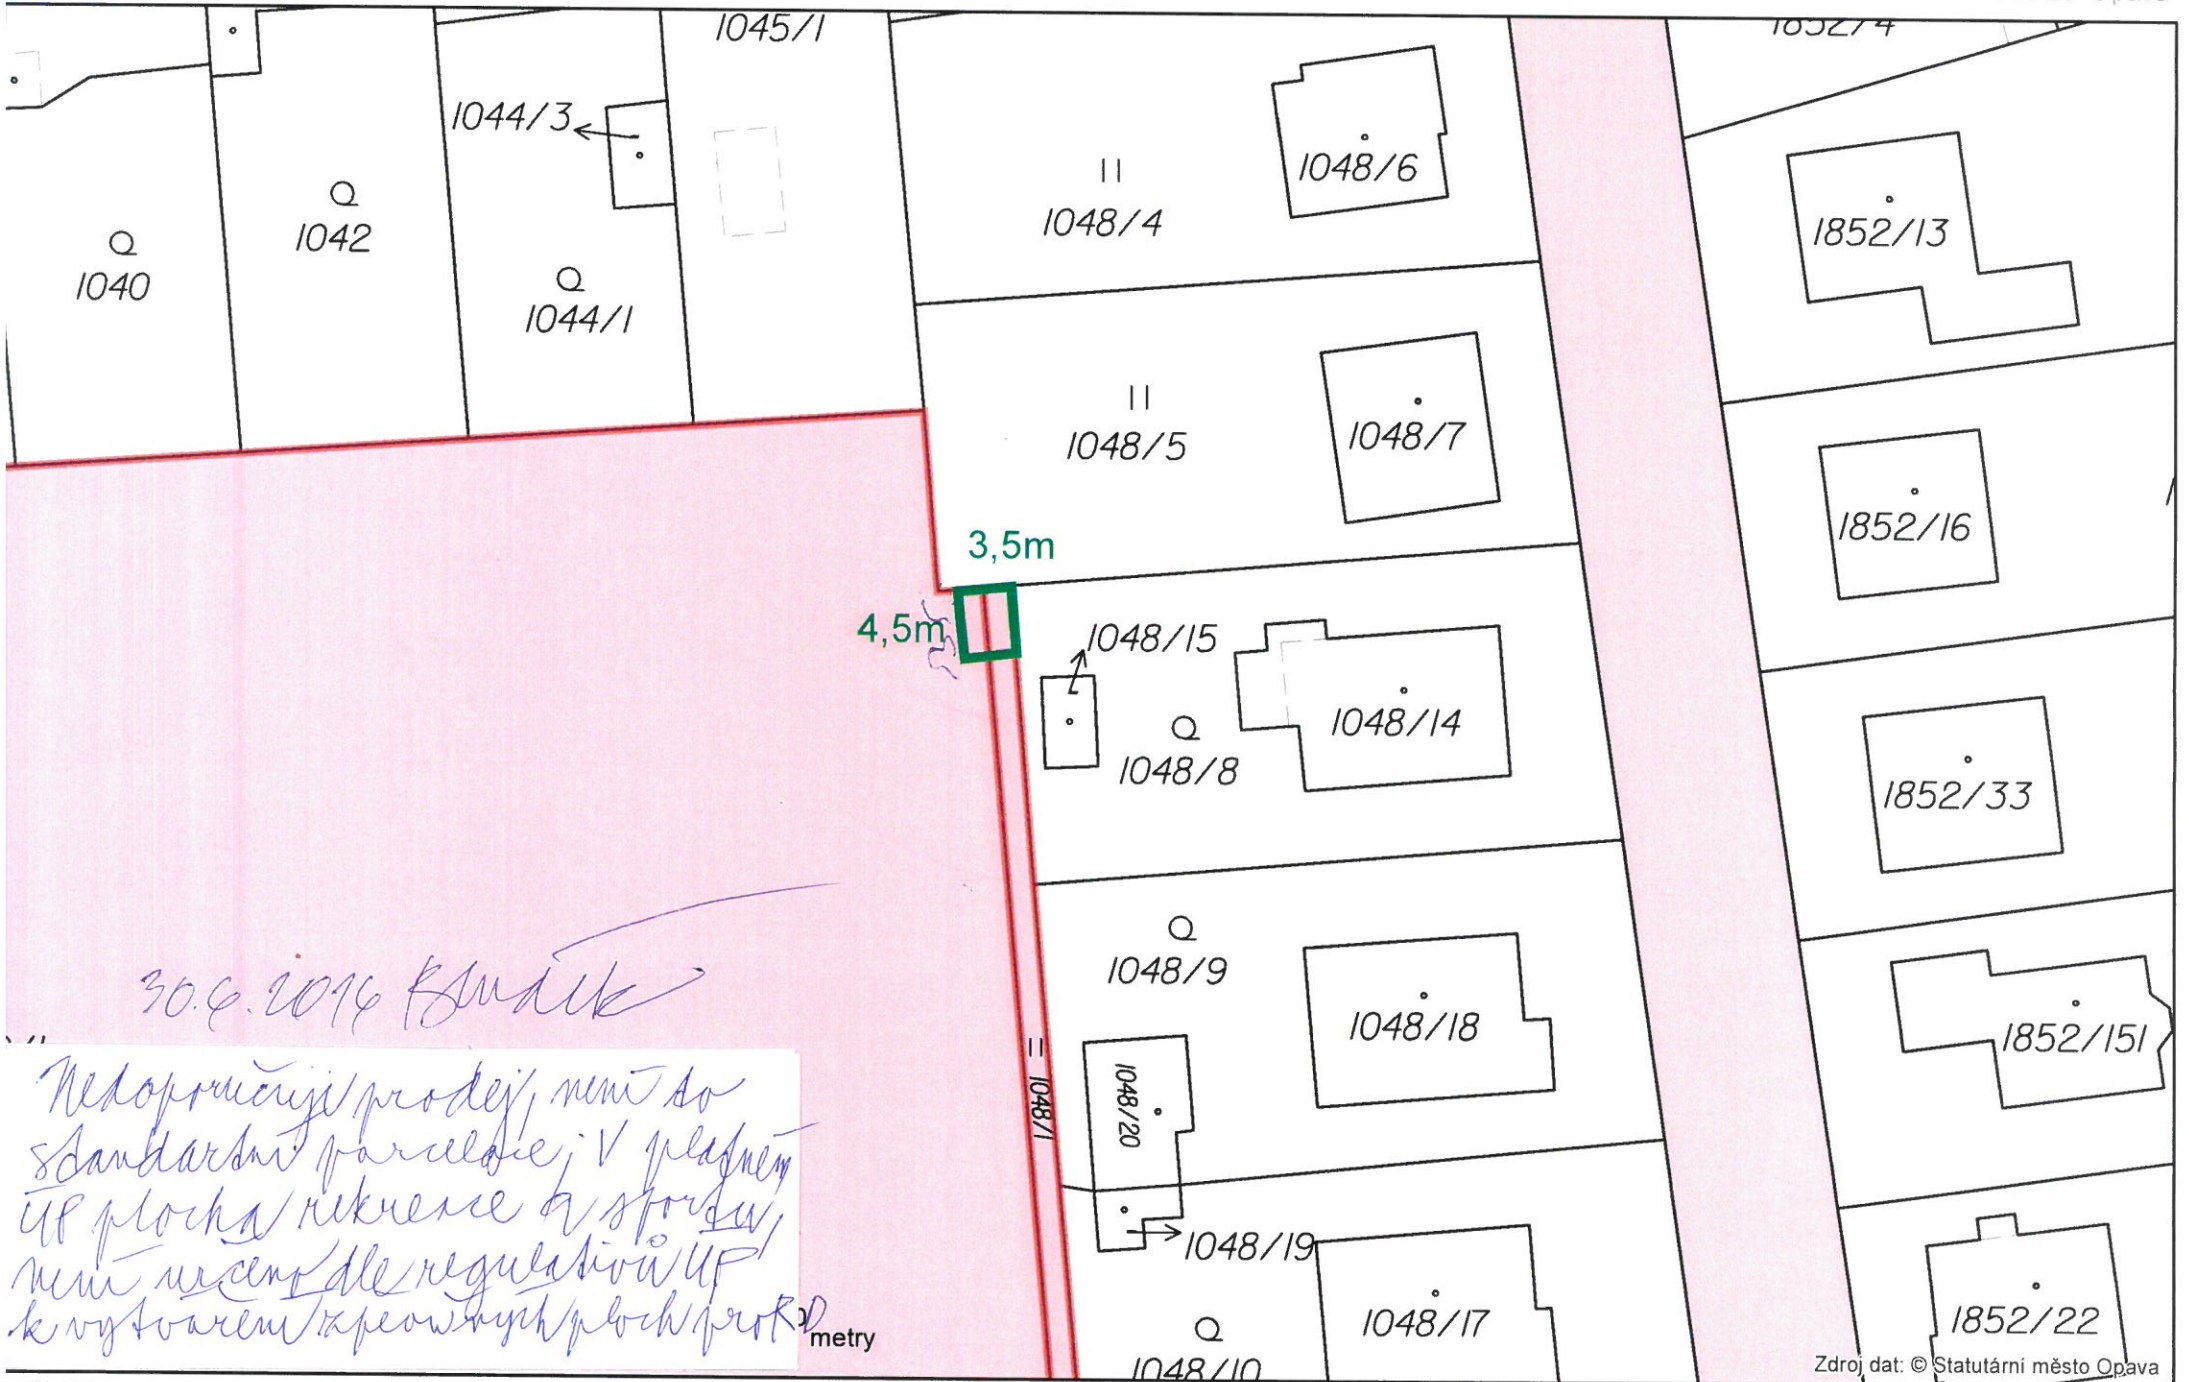 1045/1
1852/4
1044/3
1048/6
1048/4
1042
1852/13
1040
1044/1
1048/5
1048/7
1852/16
3,5m
4,5m
1048/15
1048/14
1048/8
1852/33
1048/9
30.6.2016
1048/18
1852/151
1048/1
1048/20
Nedoporučuji prodej, není to
standartní parcelace; V platném
ÚP plocha rekreace a sportu,
není určeno dle regulativů ÚP
k vytvoření zpevněných ploch pro RD
1048/19
metry
1048/17
1852/22
1048/10
Zdroj dat: © Statutární město Opava